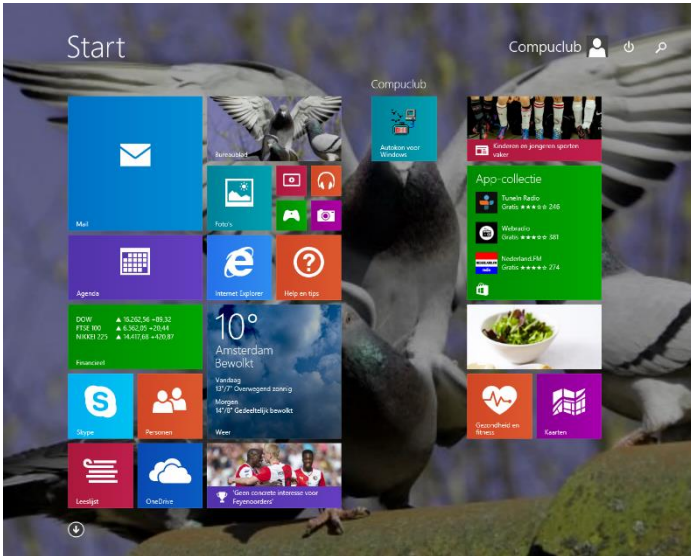 Start
Compuclub
Compuclub
Mail
Bureaublad
Foto's
Agenda
Internet Explorer
Help en tips
DOW ▲ 16.262,56 +89,32
FTSE 100 ▲ 6.562,05 +20,44
NIKKEI 225 ▲ 14.417,68 +420,87
Financieel
10°
Amsterdam
Bewolkt
Vandaag
13°/7° Overwegend zonnig
Morgen
14°/8° Gedeeltelijk bewolkt
Weer
Skype
Personen
Leeslijst
OneDrive
'Geen concrete interesse voor
Feyenoorders'
Autokon voor
Windows
Kinderen en jongeren sporten
vaker
App-collectie
TuneIn Radio
Gratis ★★★★☆ 246
Webradio
Gratis ★★★★☆ 381
Nederland.FM
Gratis ★★★★☆ 274
Gezondheid en
fitness
Kaarten